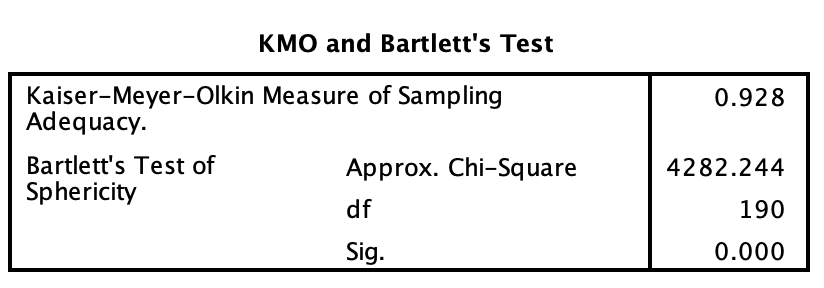 KMO and Bartlett's Test
Kaiser-Meyer-Olkin Measure of Sampling Adequacy. 0.928
Bartlett's Test of Sphericity Approx. Chi-Square 4282.244
df 190
Sig. 0.000